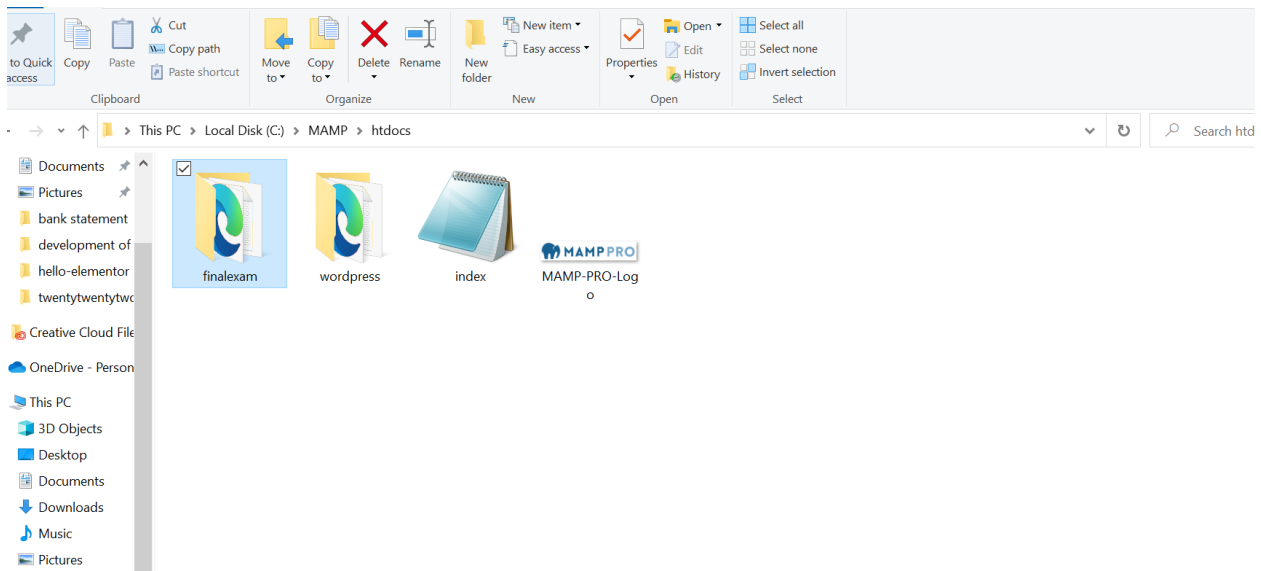 Cut
New item
Open
Select all
to Quick
access
Copy
Paste
Copy path
Move
to
Copy
to
Delete
Rename
New
folder
Easy access
Properties
Edit
Select none
Paste shortcut
History
Invert selection
Clipboard
Organize
New
Open
Select
This PC > Local Disk (C:) > MAMP > htdocs
Search htd
Documents
Pictures
bank statement
development of
hello-elementor
twentytwentytwo
Creative Cloud File
OneDrive - Person
This PC
3D Objects
Desktop
Documents
Downloads
Music
Pictures
finalexam
wordpress
index
MAMP PRO
MAMP-PRO-Log
o